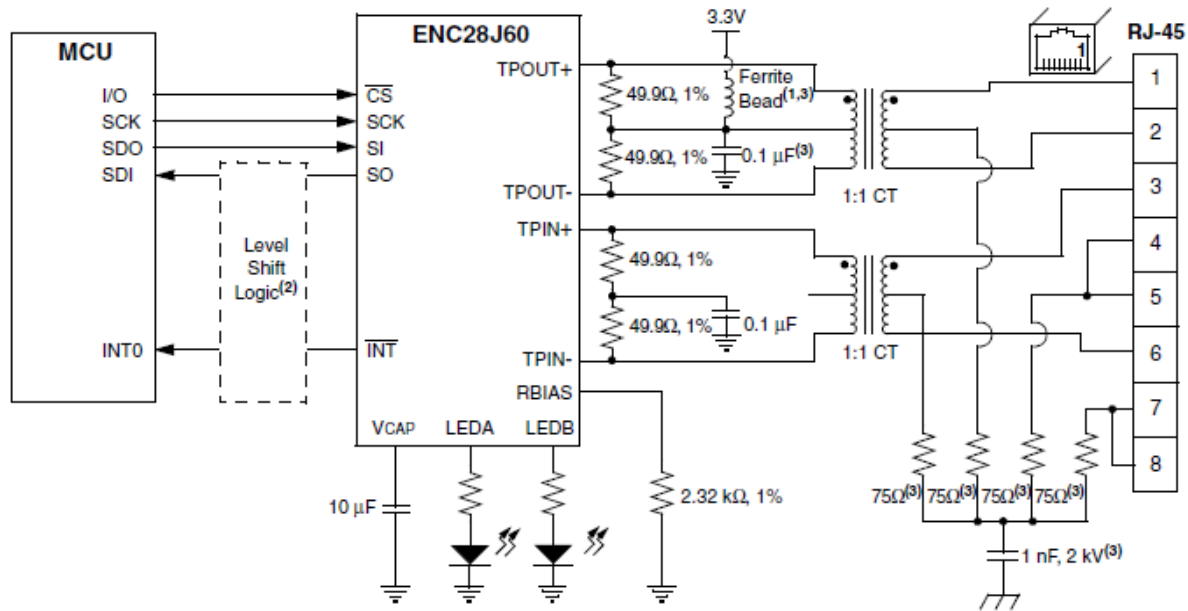 MCU
I/O
SCK
SDO
SDI
INT0
Level
Shift
Logic(2)
ENC28J60
CS
SCK
SI
SO
INT
TPOUT+
TPOUT-
TPIN+
TPIN-
RBIAS
VCAP
LEDA
LEDB
10 µF
2.32 kΩ, 1%
3.3V
Ferrite
Bead(1,3)
49.9Ω, 1%
49.9Ω, 1%
0.1 µF(3)
1:1 CT
49.9Ω, 1%
49.9Ω, 1%
0.1 µF
1:1 CT
1
RJ-45
1
2
3
4
5
6
7
8
75Ω(3)
75Ω(3)
75Ω(3)
75Ω(3)
1 nF, 2 kV(3)